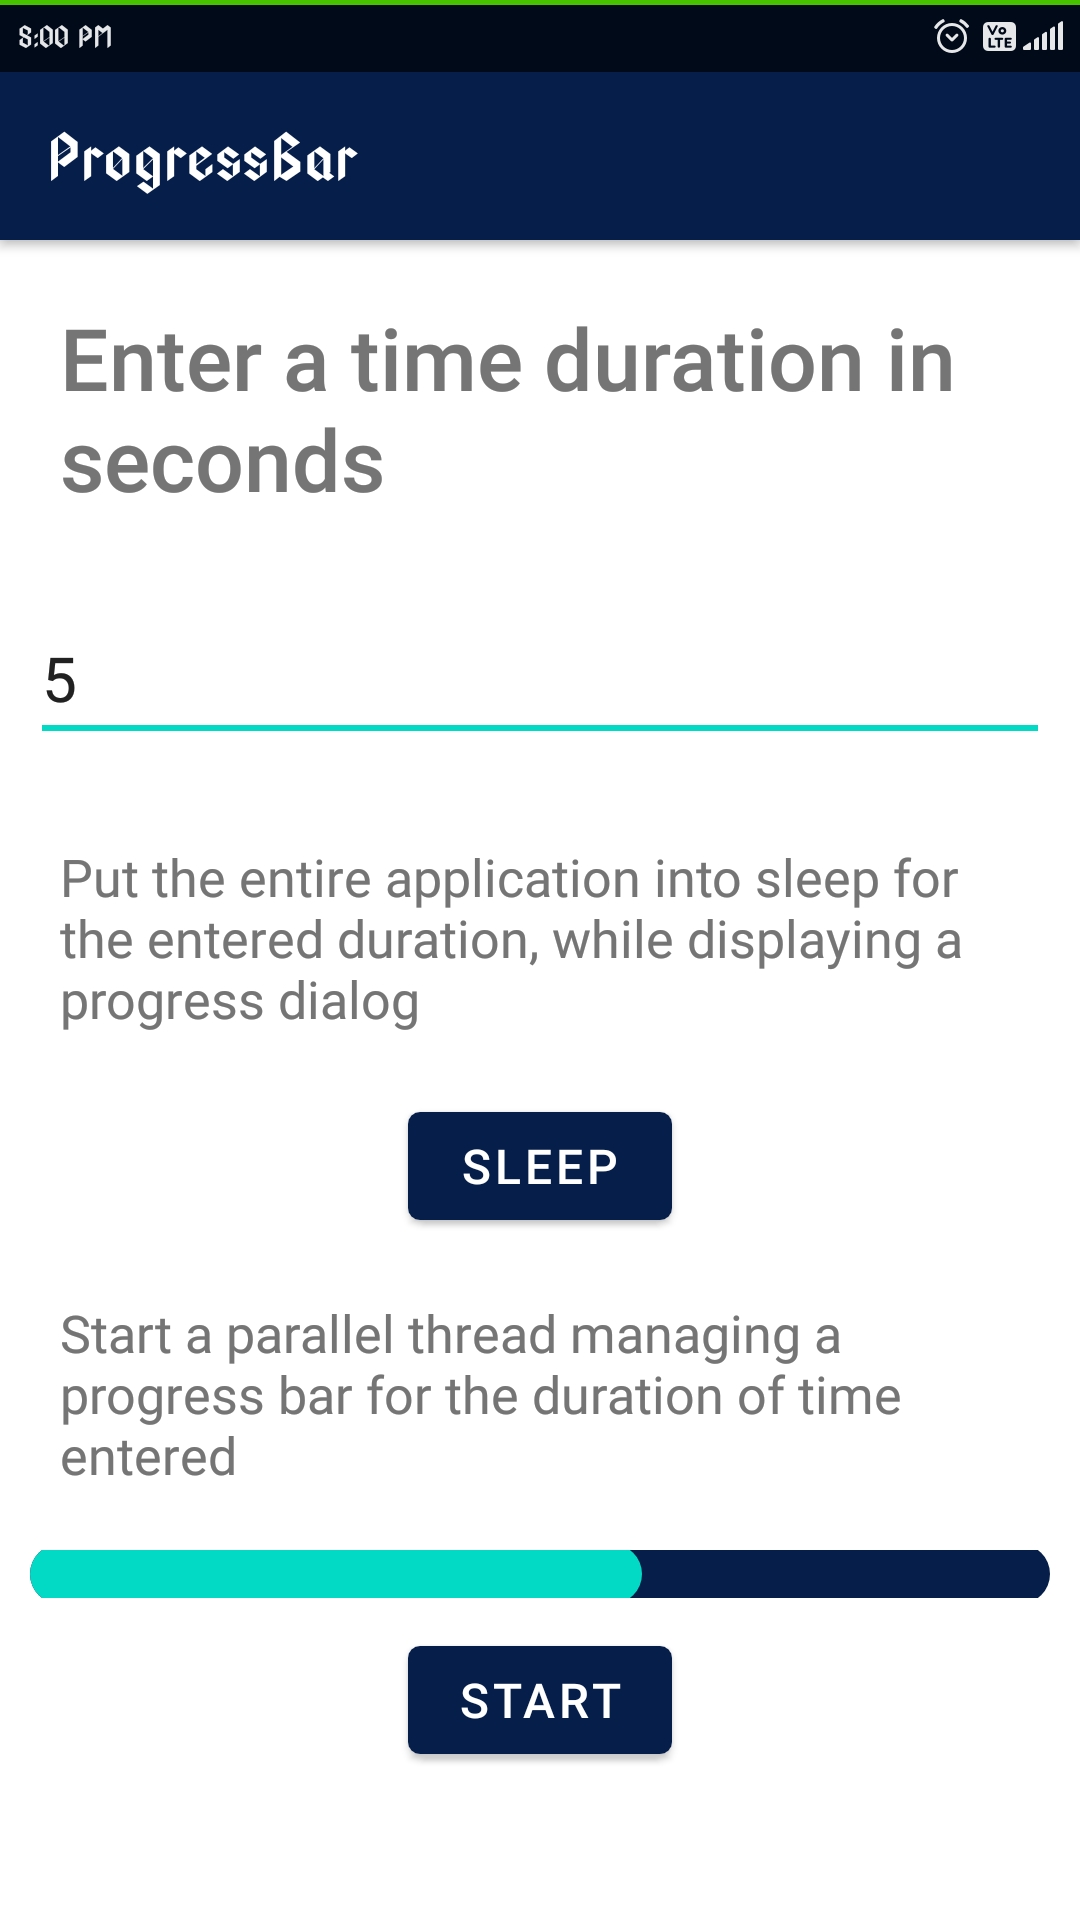 8:00 PM
Vo LTE
ProgressBar
Enter a time duration in
seconds
5
Put the entire application into sleep for
the entered duration, while displaying a
progress dialog
SLEEP
Start a parallel thread managing a
progress bar for the duration of time
entered
START